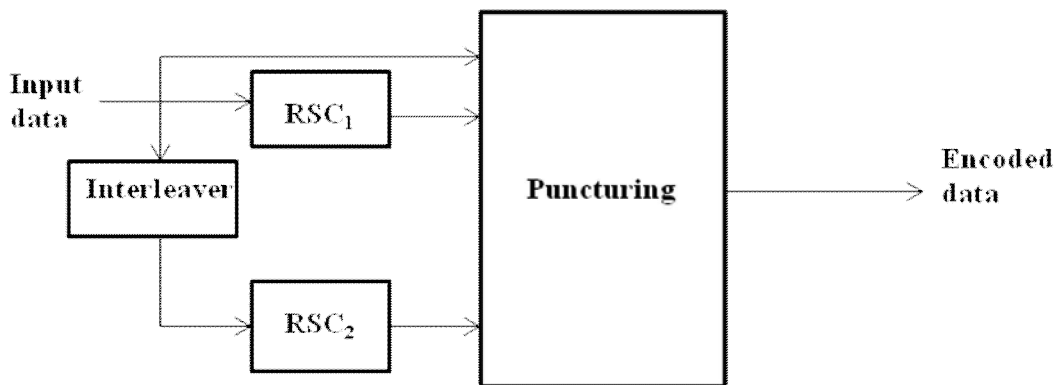 Input
data
RSC₁
Interleaver
RSC₂
Puncturing
Encoded
data